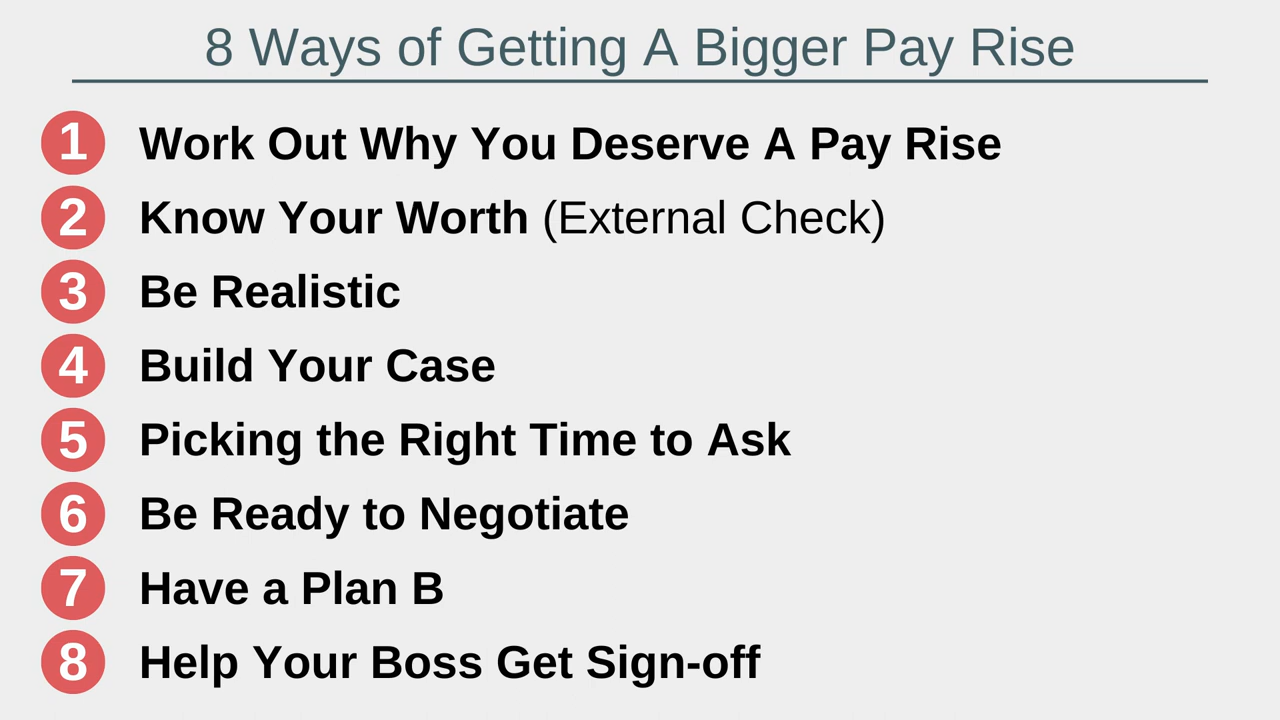 8 Ways of Getting A Bigger Pay Rise
1 Work Out Why You Deserve A Pay Rise
2 Know Your Worth (External Check)
3 Be Realistic
4 Build Your Case
5 Picking the Right Time to Ask
6 Be Ready to Negotiate
7 Have a Plan B
8 Help Your Boss Get Sign-off